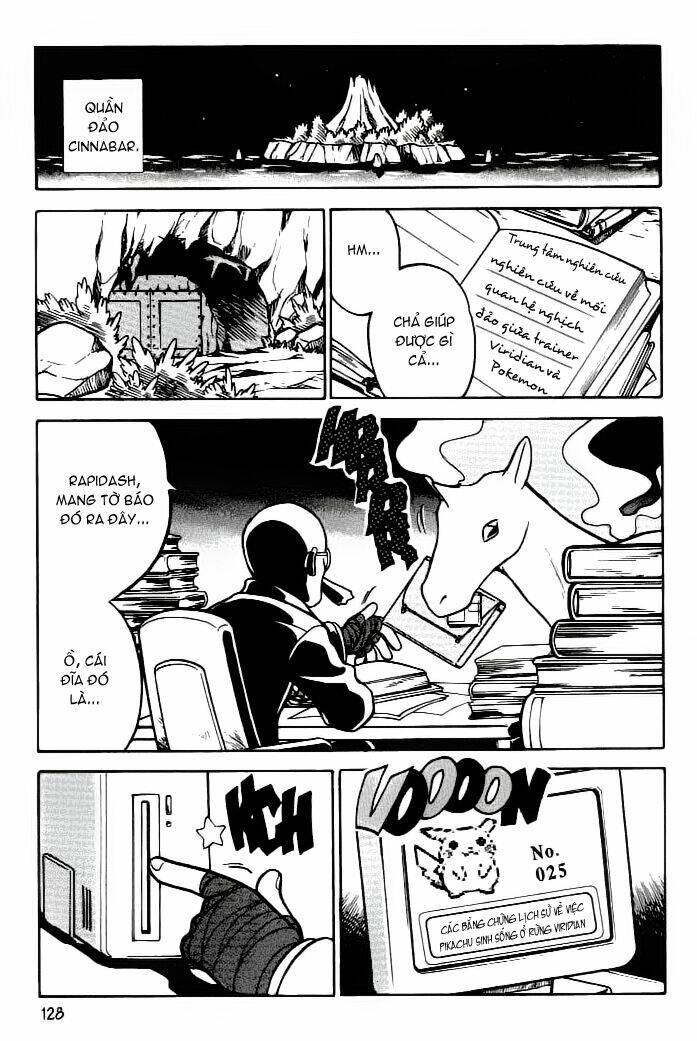 QUẦN
ĐẢO
CINNABAR.
HM...
CHẢ GIÚP
ĐƯỢC GÌ
CẢ...
Trung tâm nghiên cứu
nghiên cứu về mối
quan hệ nghịch
đảo giữa trainer
Viridian và
Pokemon
HRRRRR
RAPIDASH,
MANG TỜ BÁO
ĐÓ RA ĐÂY...
Ồ, CÁI
ĐĨA ĐÓ
LÀ...
KCH
VOOOON
No.
025
CÁC BẰNG CHỨNG LỊCH SỬ VỀ VIỆC
PIKACHU SINH SỐNG Ở RỪNG VIRIDIAN
128